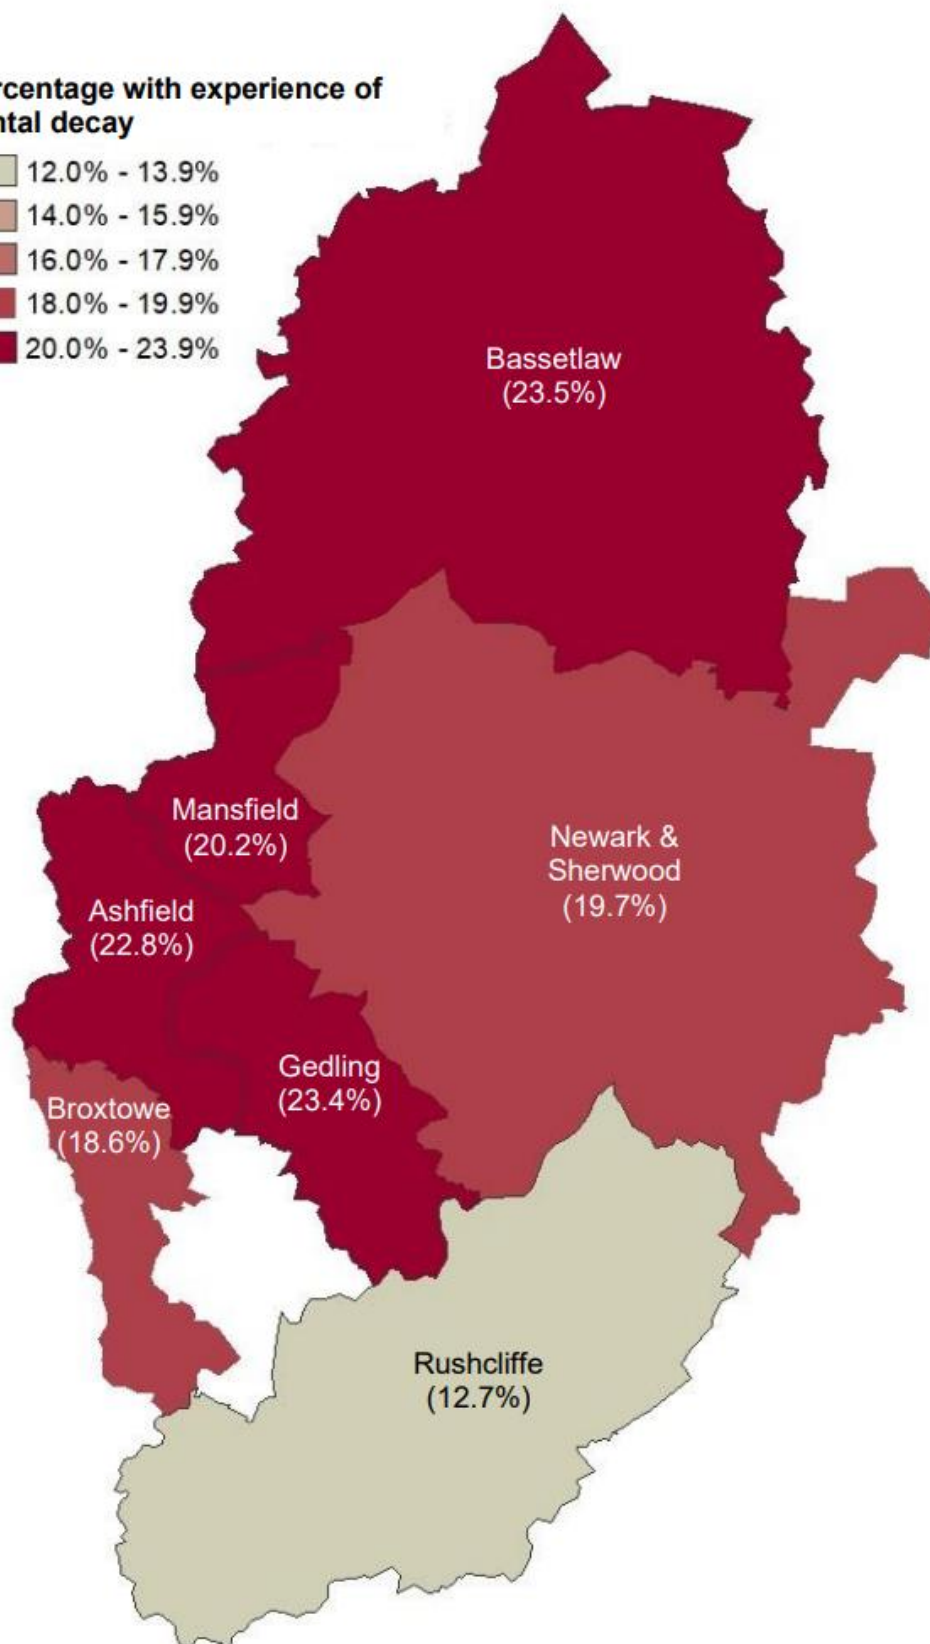 rcentage with experience of
ntal decay
12.0% - 13.9%
14.0% - 15.9%
16.0% - 17.9%
18.0% - 19.9%
20.0% - 23.9%
Bassetlaw
(23.5%)
Mansfield
(20.2%)
Newark &
Sherwood
(19.7%)
Ashfield
(22.8%)
Gedling
(23.4%)
Broxtowe
(18.6%)
Rushcliffe
(12.7%)